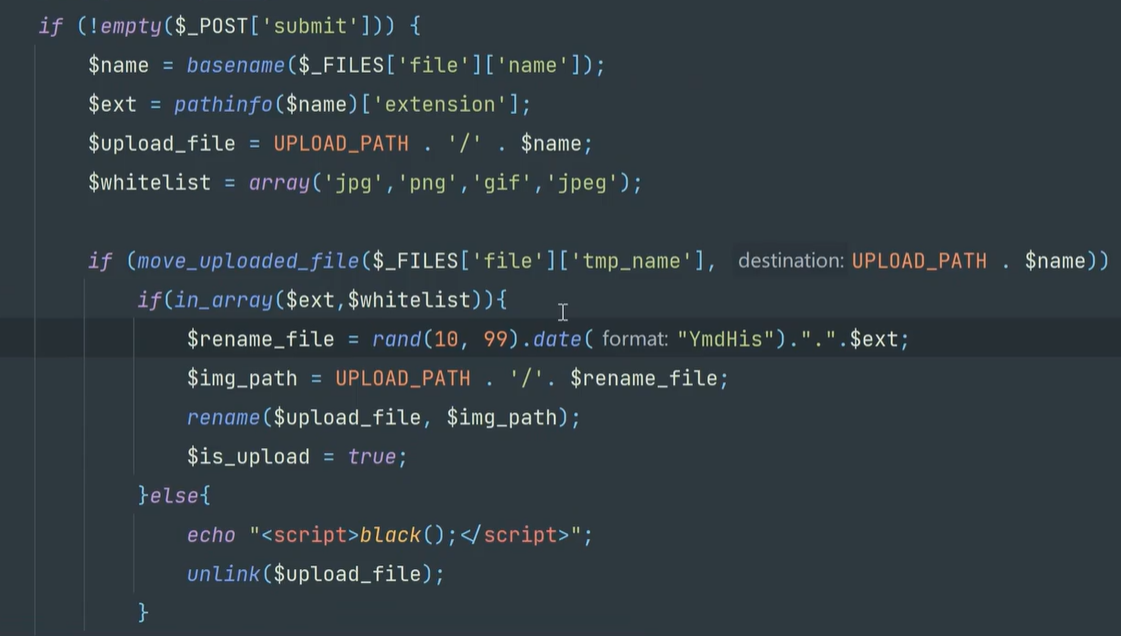 if (!empty($_POST['submit'])) {
$name = basename($_FILES['file']['name']);
$ext = pathinfo($name)['extension'];
$upload_file = UPLOAD_PATH . '/' . $name;
$whitelist = array('jpg','png','gif','jpeg');
if (move_uploaded_file($_FILES['file']['tmp_name'], destination: UPLOAD_PATH . $name))
if(in_array($ext,$whitelist)){
$rename_file = rand(10, 99).date( format: "YmdHis").".".$ext;
$img_path = UPLOAD_PATH . '/'. $rename_file;
rename($upload_file, $img_path);
$is_upload = true;
}else{
echo "<script>black();</script>";
unlink($upload_file);
}